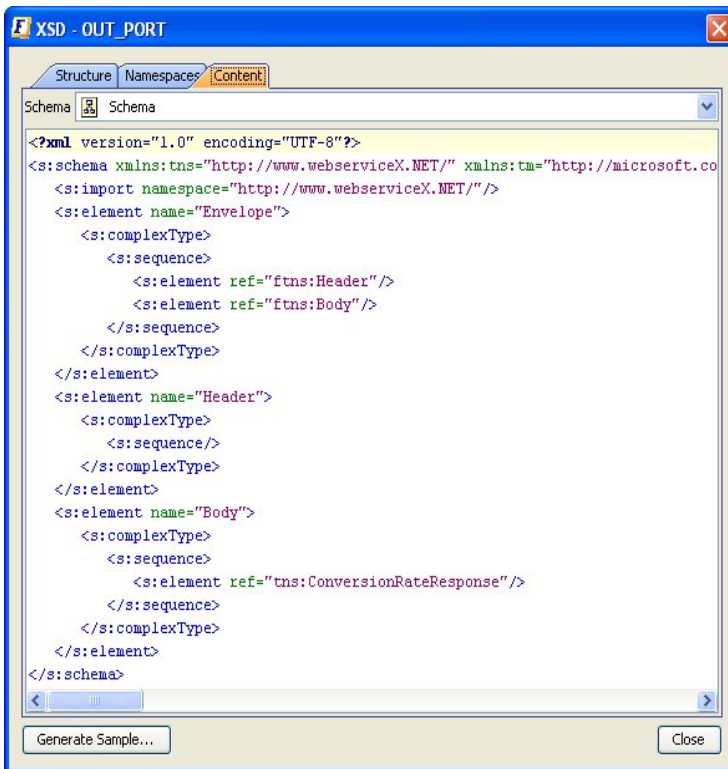 XSD - OUT_PORT
Structure Namespaces Content
Schema Schema
<?xml version="1.0" encoding="UTF-8"?>
<s:schema xmlns:tns="http://www.webserviceX.NET/" xmlns:tm="http://microsoft.co
<s:import namespace="http://www.webserviceX.NET/"/>
<s:element name="Envelope">
<s:complexType>
<s:sequence>
<s:element ref="ftns:Header"/>
<s:element ref="ftns:Body"/>
</s:sequence>
</s:complexType>
</s:element>
<s:element name="Header">
<s:complexType>
<s:sequence/>
</s:complexType>
</s:element>
<s:element name="Body">
<s:complexType>
<s:sequence>
<s:element ref="tns:ConversionRateResponse"/>
</s:sequence>
</s:complexType>
</s:element>
</s:schema>
Generate Sample... Close